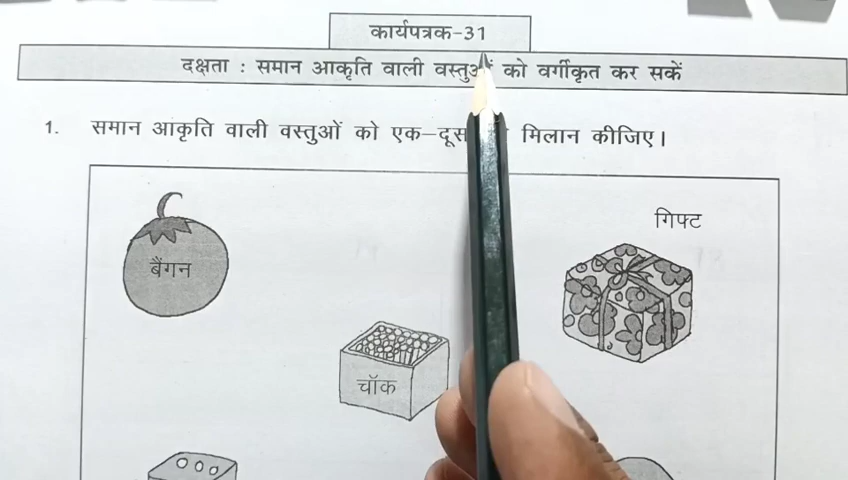 कार्यपत्रक-31
दक्षता : समान आकृति वाली वस्तुओं को वर्गीकृत कर सकें
1. समान आकृति वाली वस्तुओं को एक-दूस मिलान कीजिए।
गिफ्ट
बैंगन
चॉक